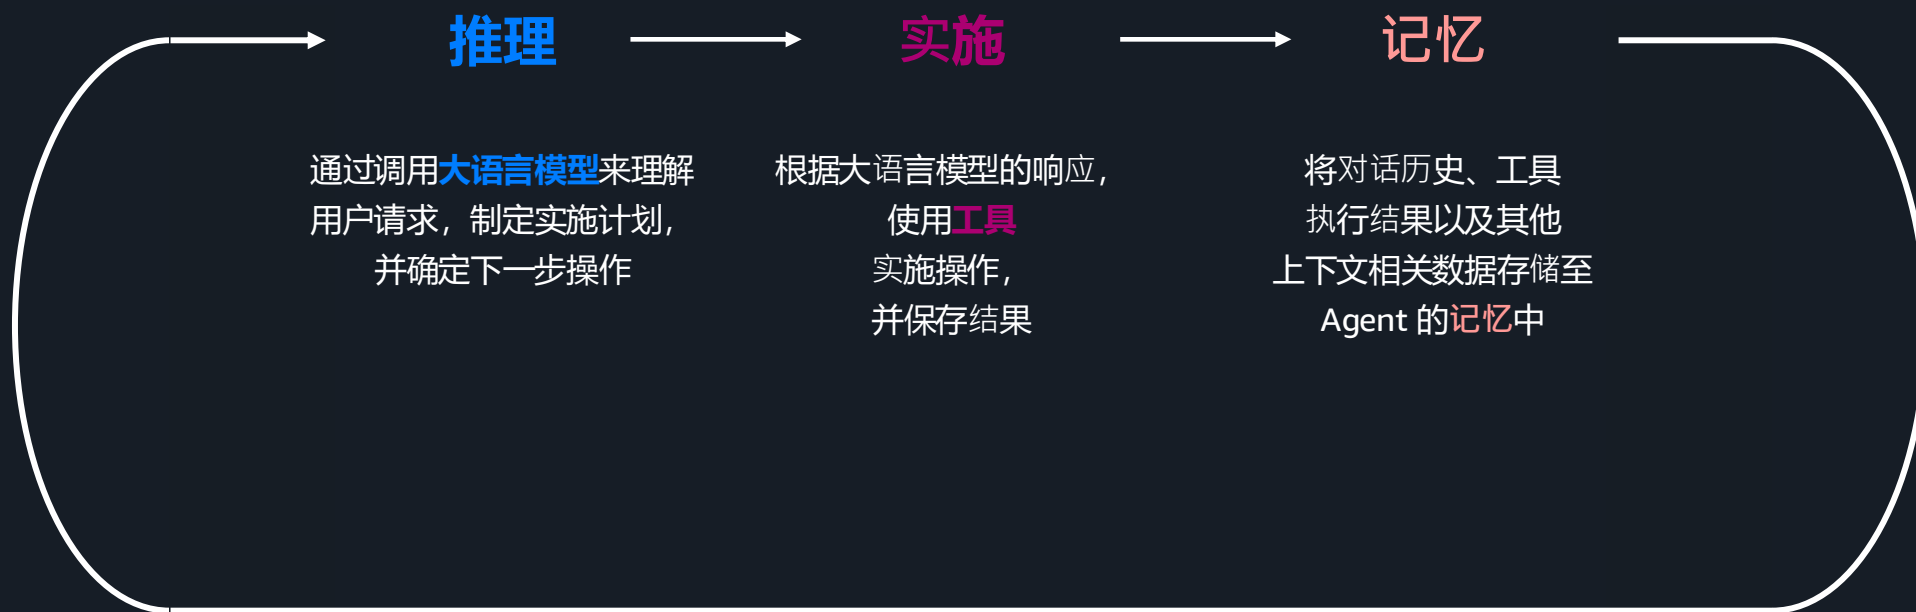 推理
实施
记忆
通过调用大语言模型来理解
用户请求，制定实施计划，
并确定下一步操作
根据大语言模型的响应，
使用工具
实施操作，
并保存结果
将对话历史、工具
执行结果以及其他
上下文相关数据存储至
Agent 的记忆中